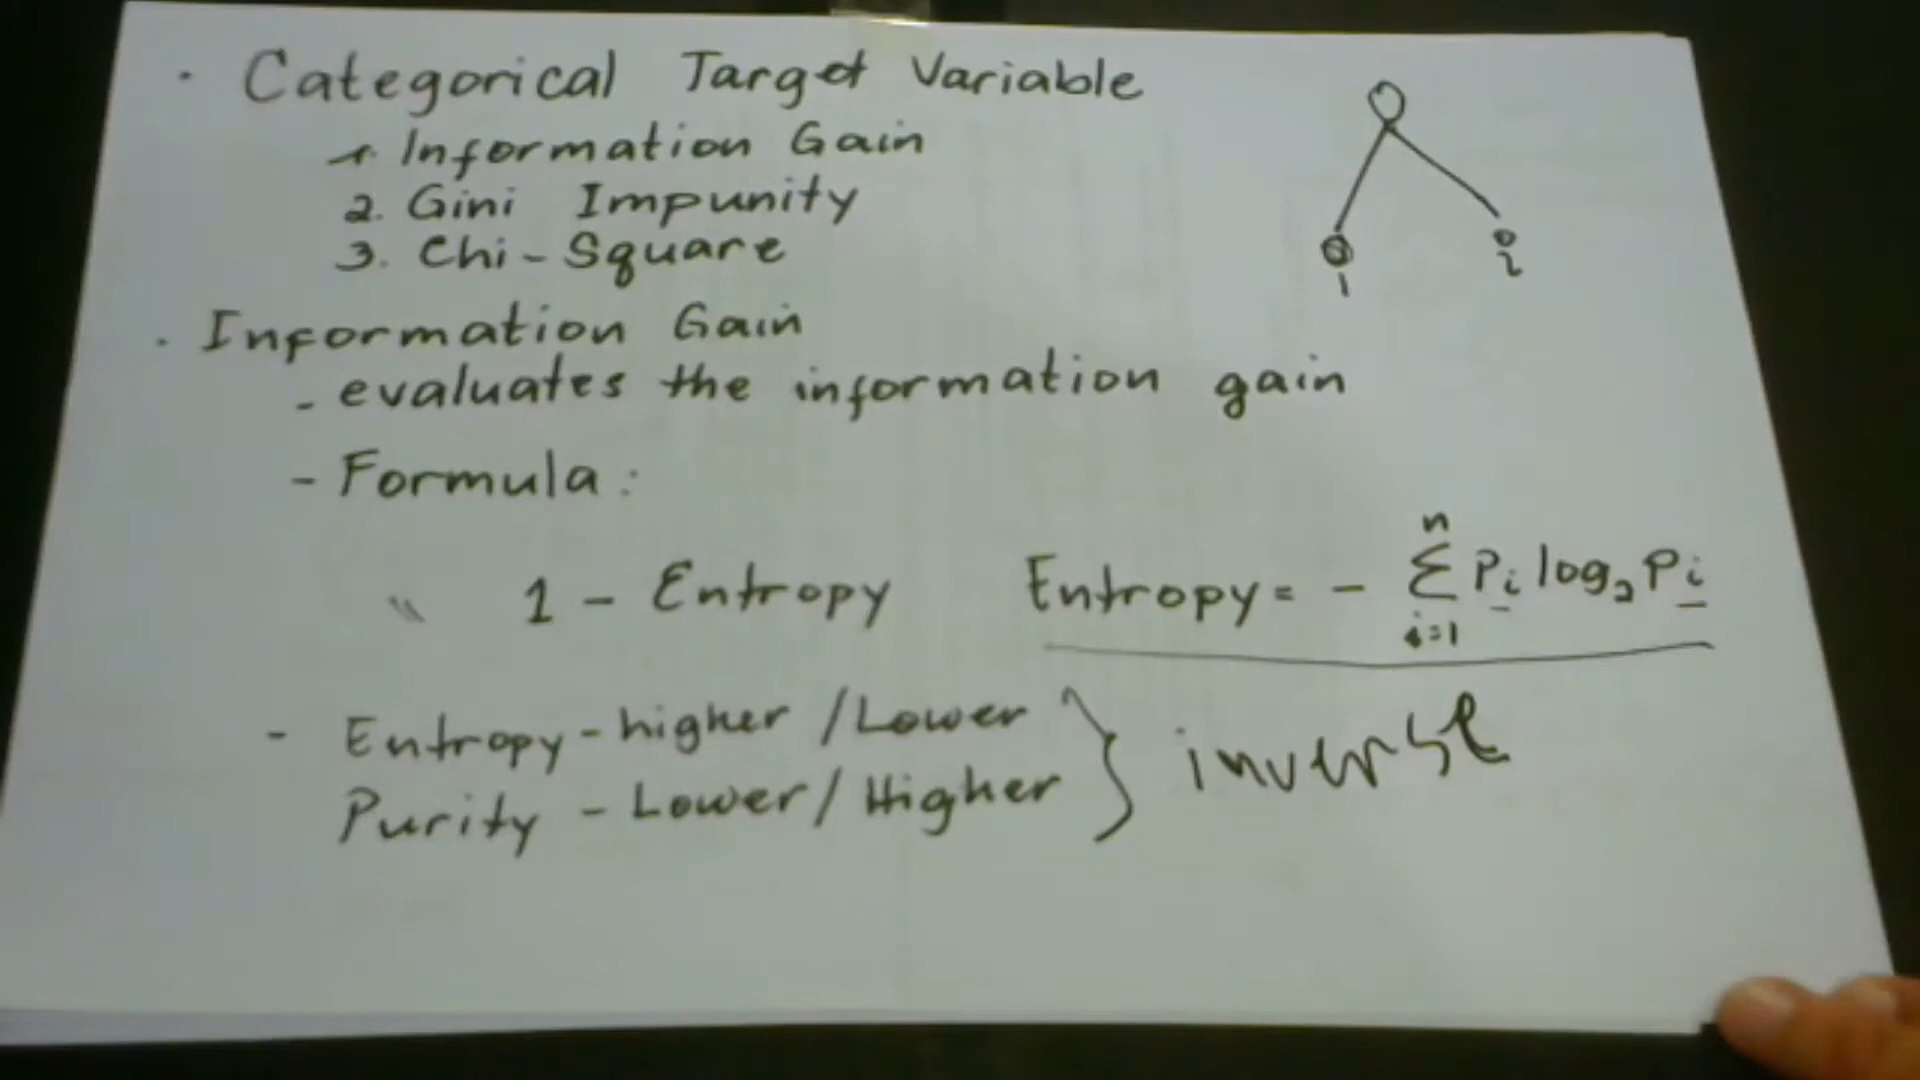 · Categorical Target Variable
1. Information Gain
2. Gini Impunity
3. Chi-Square
· Information Gain
- evaluates the information gain
- Formula:
" 1 - Entropy Entropy = - n∑i=1 Pi log2 Pi
- Entropy - higher / Lower
Purity - Lower / Higher } inverse
1
2